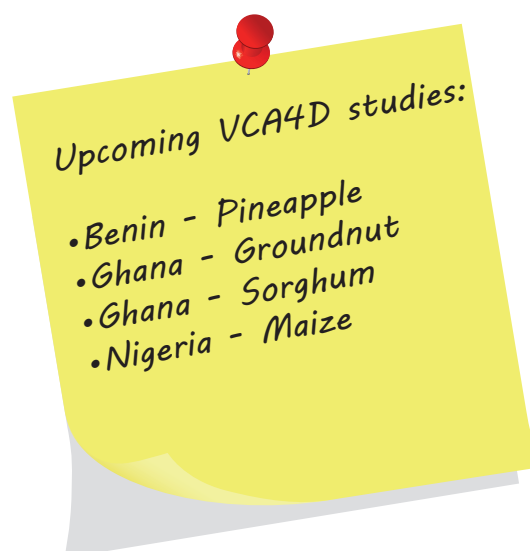 Upcoming VCA4D studies:
•Benin - Pineapple
•Ghana - Groundnut
•Ghana - Sorghum
•Nigeria - Maize